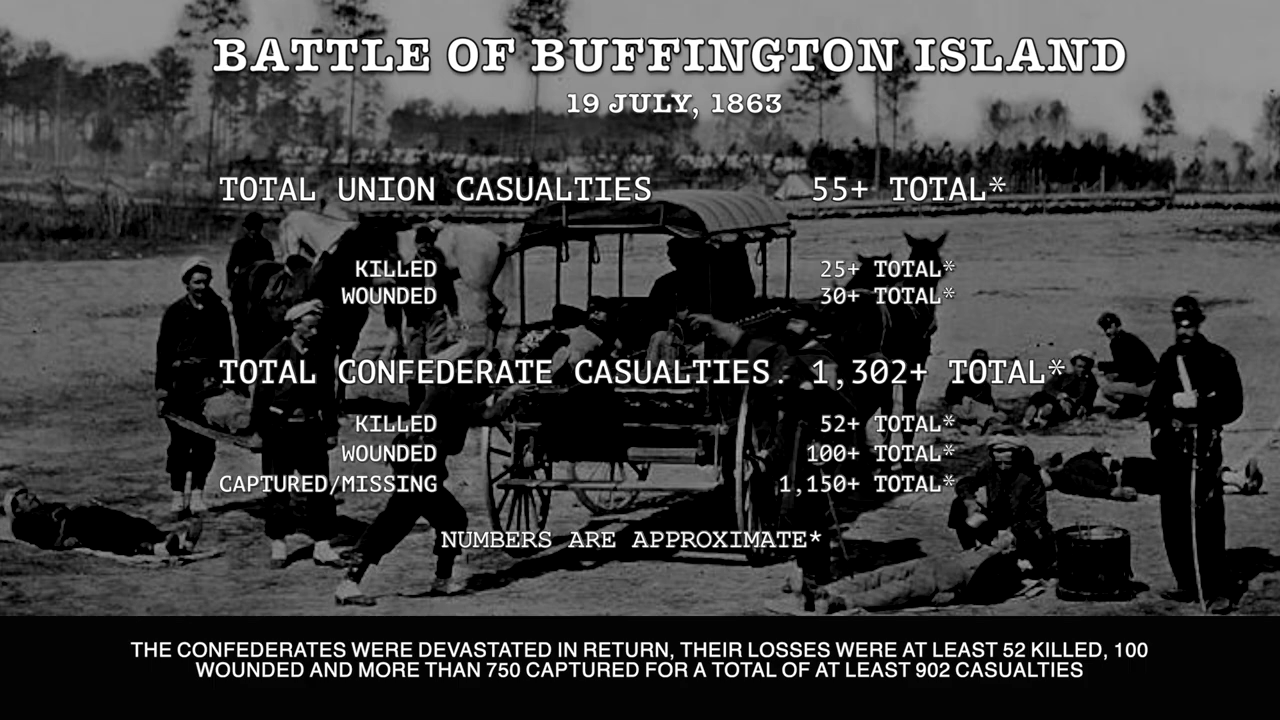 BATTLE OF BUFFINGTON ISLAND
19 JULY, 1863
TOTAL UNION CASUALTIES 55+ TOTAL*
KILLED 25+ TOTAL*
WOUNDED 30+ TOTAL*
TOTAL CONFEDERATE CASUALTIES. 1,302+ TOTAL*
KILLED 52+ TOTAL*
WOUNDED 100+ TOTAL*
CAPTURED/MISSING 1,150+ TOTAL*
NUMBERS ARE APPROXIMATE*
THE CONFEDERATES WERE DEVASTATED IN RETURN, THEIR LOSSES WERE AT LEAST 52 KILLED, 100
WOUNDED AND MORE THAN 750 CAPTURED FOR A TOTAL OF AT LEAST 902 CASUALTIES